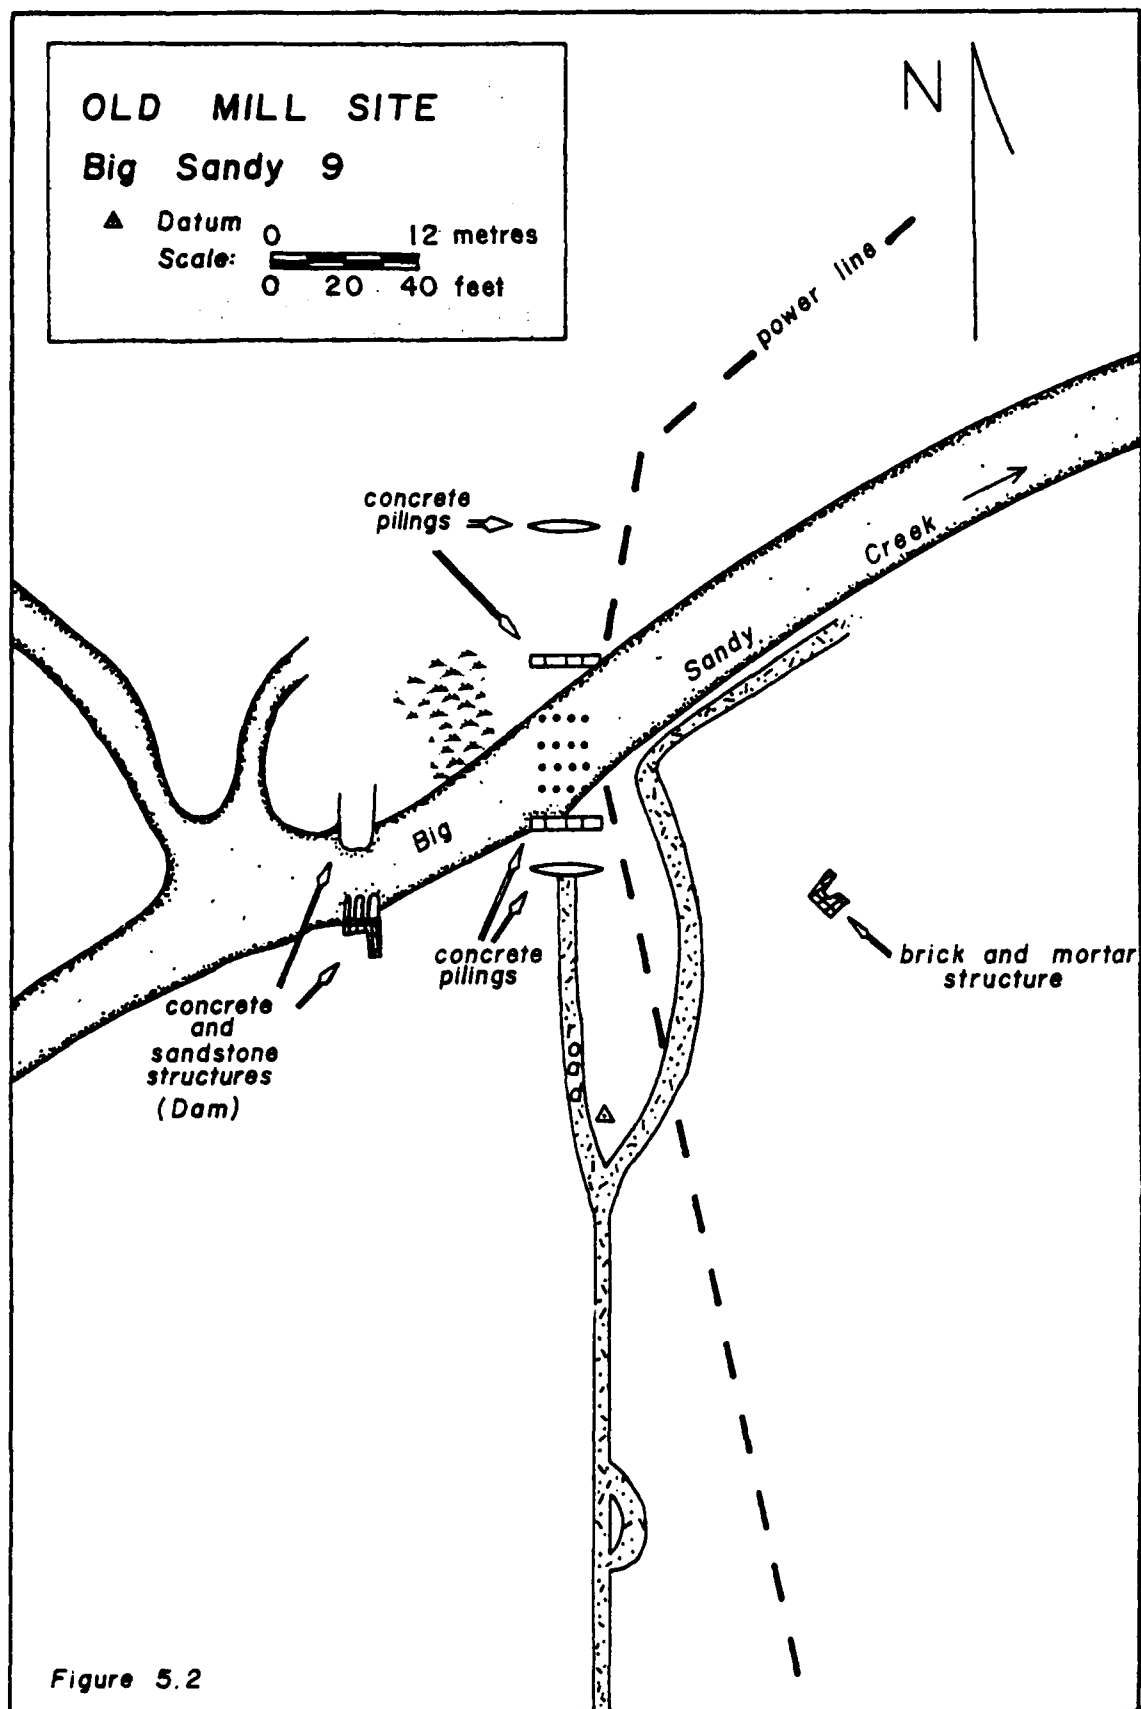 OLD MILL SITE
Big Sandy 9
Datum
0 12 metres
Scale:
0 20 40 feet
N
power line
concrete
pilings
Creek
Sandy
Big
concrete
pilings
brick and mortar
structure
concrete
and
sandstone
structures
(Dam)
Figure 5.2